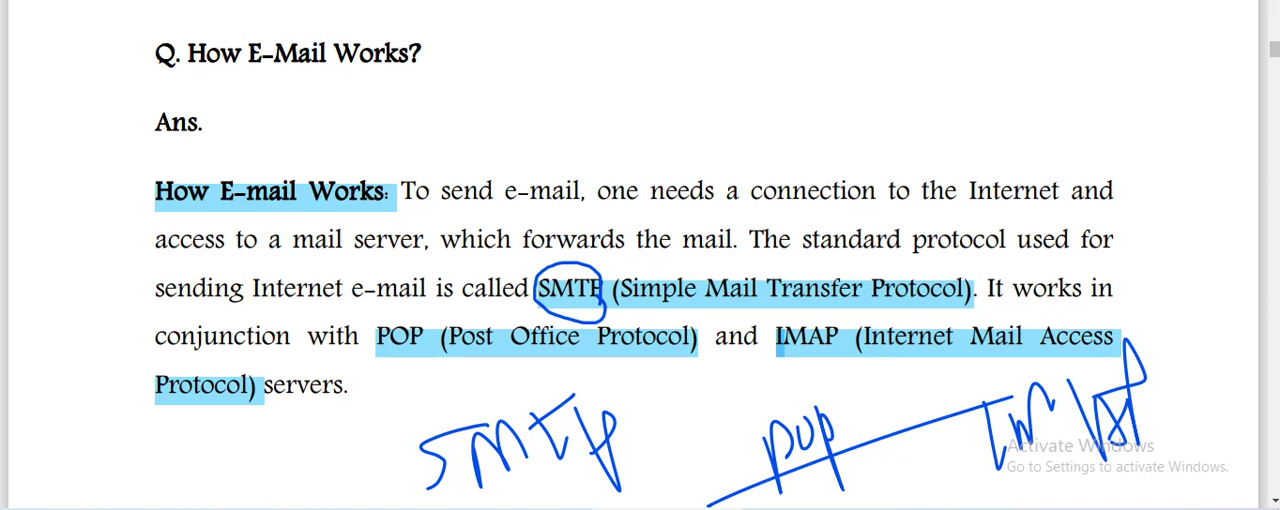 Q. How E-Mail Works?
Ans.
How E-mail Works: To send e-mail, one needs a connection to the Internet and
access to a mail server, which forwards the mail. The standard protocol used for
sending Internet e-mail is called SMTP (Simple Mail Transfer Protocol). It works in
conjunction with POP (Post Office Protocol) and IMAP (Internet Mail Access
Protocol) servers.
SMTP POP IMAP
Activate Windows
Go to Settings to activate Windows.